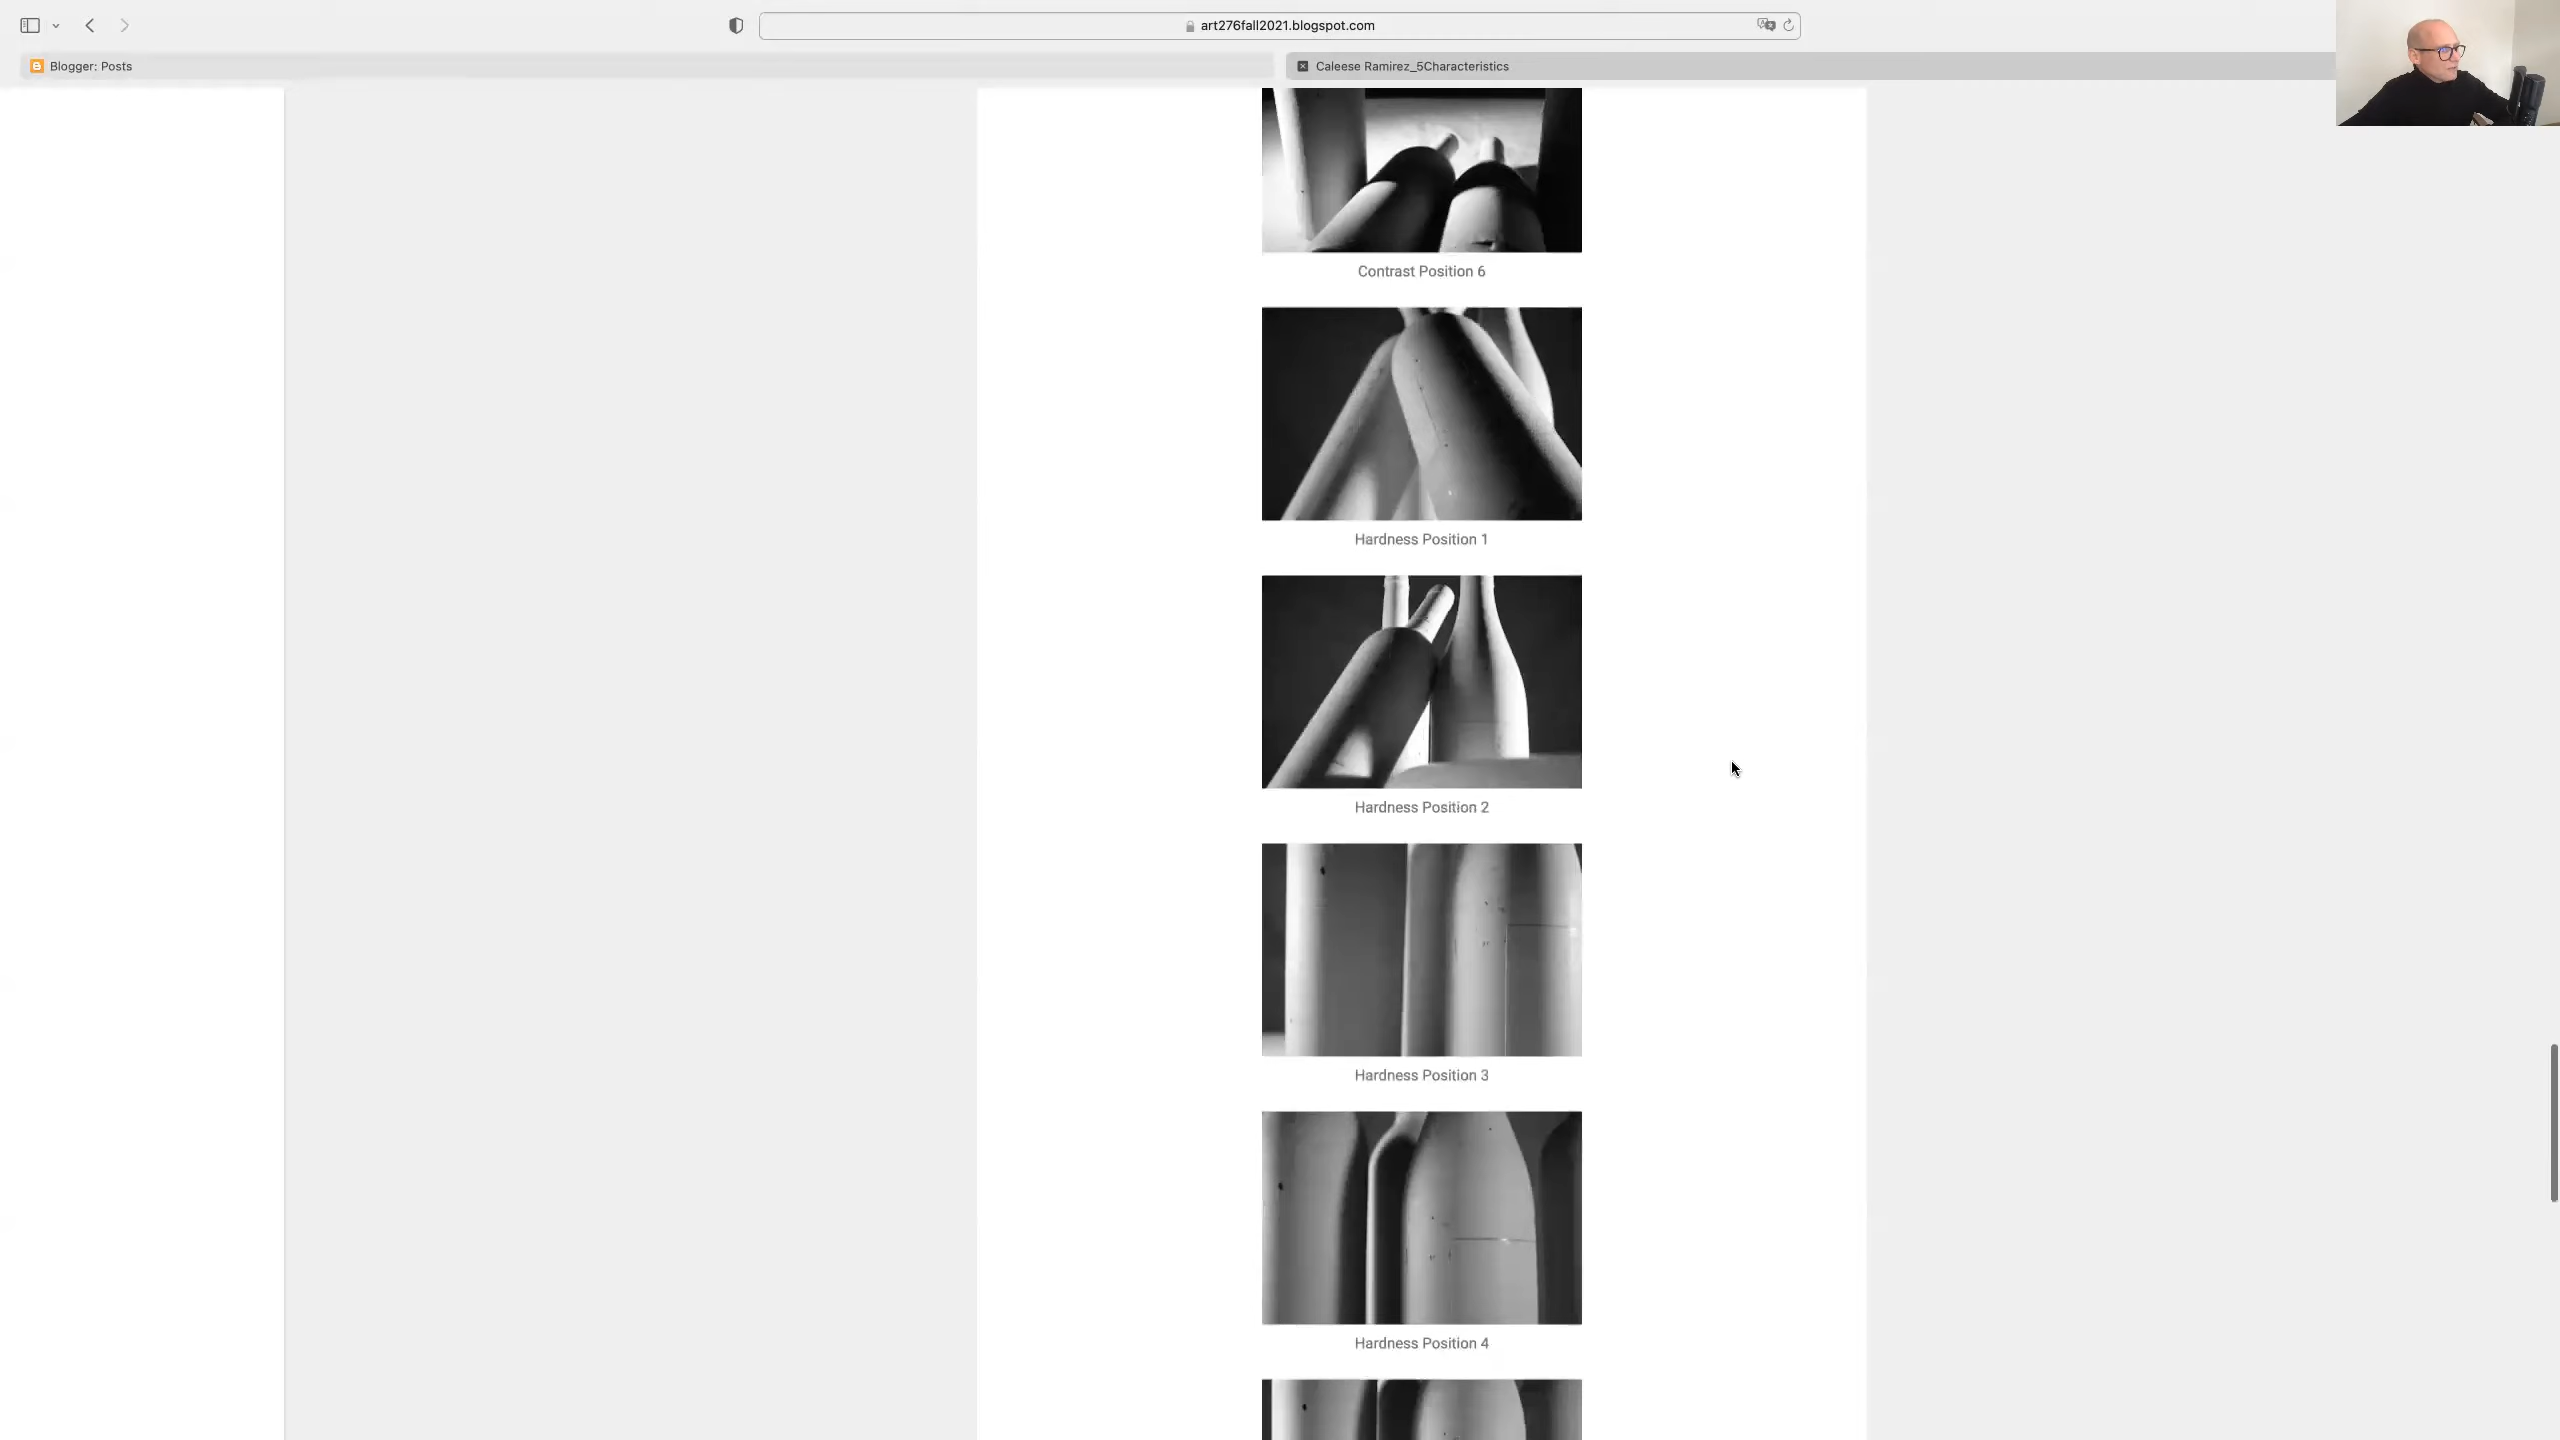 art276fall2021.blogspot.com
Blogger: Posts
Caleese Ramirez_5Characteristics
Contrast Position 6
Hardness Position 1
Hardness Position 2
Hardness Position 3
Hardness Position 4